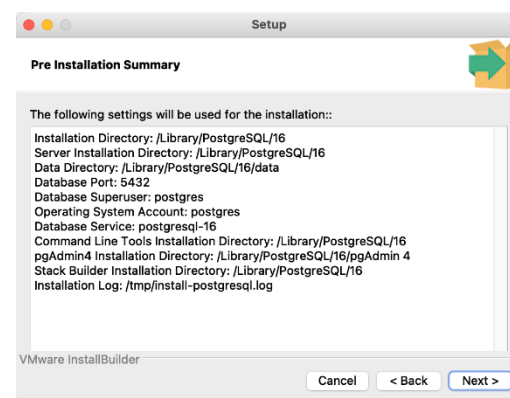 Setup
Pre Installation Summary
The following settings will be used for the installation::
Installation Directory: /Library/PostgreSQL/16
Server Installation Directory: /Library/PostgreSQL/16
Data Directory: /Library/PostgreSQL/16/data
Database Port: 5432
Database Superuser: postgres
Operating System Account: postgres
Database Service: postgresql-16
Command Line Tools Installation Directory: /Library/PostgreSQL/16
pgAdmin4 Installation Directory: /Library/PostgreSQL/16/pgAdmin 4
Stack Builder Installation Directory: /Library/PostgreSQL/16
Installation Log: /tmp/install-postgresql.log
VMware InstallBuilder
Cancel < Back Next >